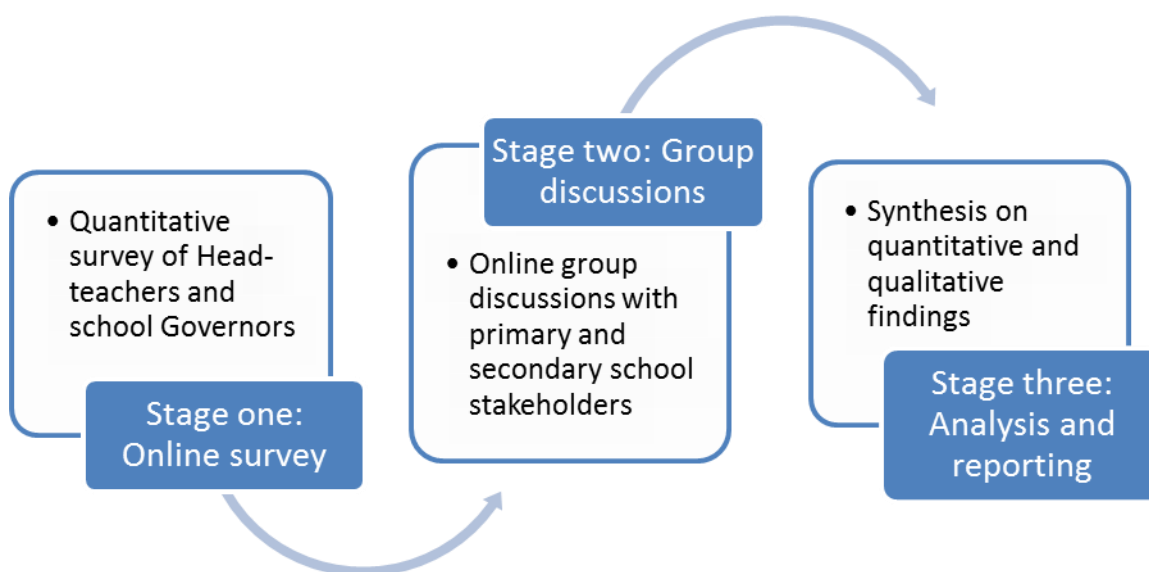 • Quantitative
survey of Head-
teachers and
school Governors
Stage one:
Online survey
Stage two: Group
discussions
• Online group
discussions with
primary and
secondary school
stakeholders
• Synthesis on
quantitative and
qualitative
findings
Stage three:
Analysis and
reporting